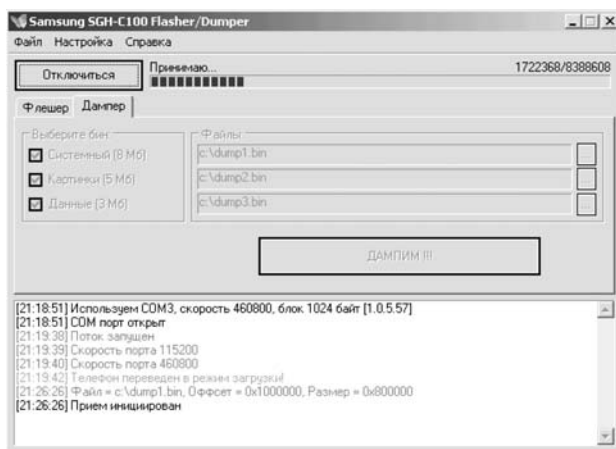 Samsung SGH-C100 Flasher/Dumper
Файл Настройка Справка
Отключиться
Принимаю... 1722368/8388608
Флешер Дампер
Выберите бин:
Системный (8 Мб)
Картинки (5 Мб)
Данные (3 Мб)
Файлы:
c:\dump1.bin ...
c:\dump2.bin ...
c:\dump3.bin ...
ДАМПИМ !!!
[21:18:51] Используем COM3, скорость 460800, блок 1024 байт [1.0.5.57]
[21:18:51] COM порт открыт
[21:19:38] Поток запущен
[21:19:39] Скорость порта 115200
[21:19:40] Скорость порта 460800
[21:19:42] Телефон переведен в режим загрузки!
[21:26:26] Файл = c:\dump1.bin, Оффсет = 0x1000000, Размер = 0x800000
[21:26:26] Прием инициирован